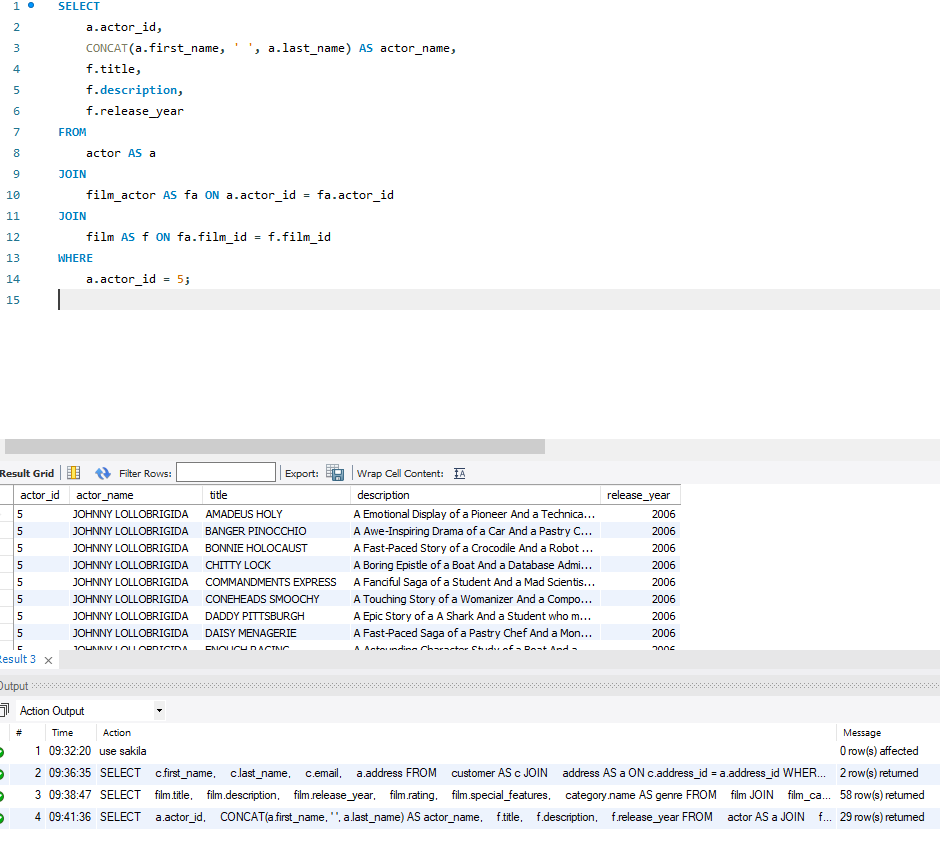 1 SELECT
2 a.actor_id,
3 CONCAT(a.first_name, ' ', a.last_name) AS actor_name,
4 f.title,
5 f.description,
6 f.release_year
7 FROM
8 actor AS a
9 JOIN
10 film_actor AS fa ON a.actor_id = fa.actor_id
11 JOIN
12 film AS f ON fa.film_id = f.film_id
13 WHERE
14 a.actor_id = 5;
15
Result Grid Filter Rows: Export: Wrap Cell Content:
actor_id actor_name title description release_year
5 JOHNNY LOLLOBRIGIDA AMADEUS HOLY A Emotional Display of a Pioneer And a Technica... 2006
5 JOHNNY LOLLOBRIGIDA BANGER PINOCCHIO A Awe-Inspiring Drama of a Car And a Pastry C... 2006
5 JOHNNY LOLLOBRIGIDA BONNIE HOLOCAUST A Fast-Paced Story of a Crocodile And a Robot ... 2006
5 JOHNNY LOLLOBRIGIDA CHITTY LOCK A Boring Epistle of a Boat And a Database Admi... 2006
5 JOHNNY LOLLOBRIGIDA COMMANDMENTS EXPRESS A Fanciful Saga of a Student And a Mad Scientis... 2006
5 JOHNNY LOLLOBRIGIDA CONEHEADS SMOOCHY A Touching Story of a Womanizer And a Compo... 2006
5 JOHNNY LOLLOBRIGIDA DADDY PITTSBURGH A Epic Story of a A Shark And a Student who m... 2006
5 JOHNNY LOLLOBRIGIDA DAISY MENAGERIE A Fast-Paced Saga of a Pastry Chef And a Mon... 2006
5 JOHNNY LOLLOBRIGIDA ENOUGH RAGING A Astounding Character Study of a Boat And a 2006
Result 3
Output
Action Output
# Time Action Message
1 09:32:20 use sakila 0 row(s) affected
2 09:36:35 SELECT c.first_name, c.last_name, c.email, a.address FROM customer AS c JOIN address AS a ON c.address_id = a.address_id WHER... 2 row(s) returned
3 09:38:47 SELECT film.title, film.description, film.release_year, film.rating, film.special_features, category.name AS genre FROM film JOIN film_ca... 58 row(s) returned
4 09:41:36 SELECT a.actor_id, CONCAT(a.first_name, ' ', a.last_name) AS actor_name, f.title, f.description, f.release_year FROM actor AS a JOIN f... 29 row(s) returned